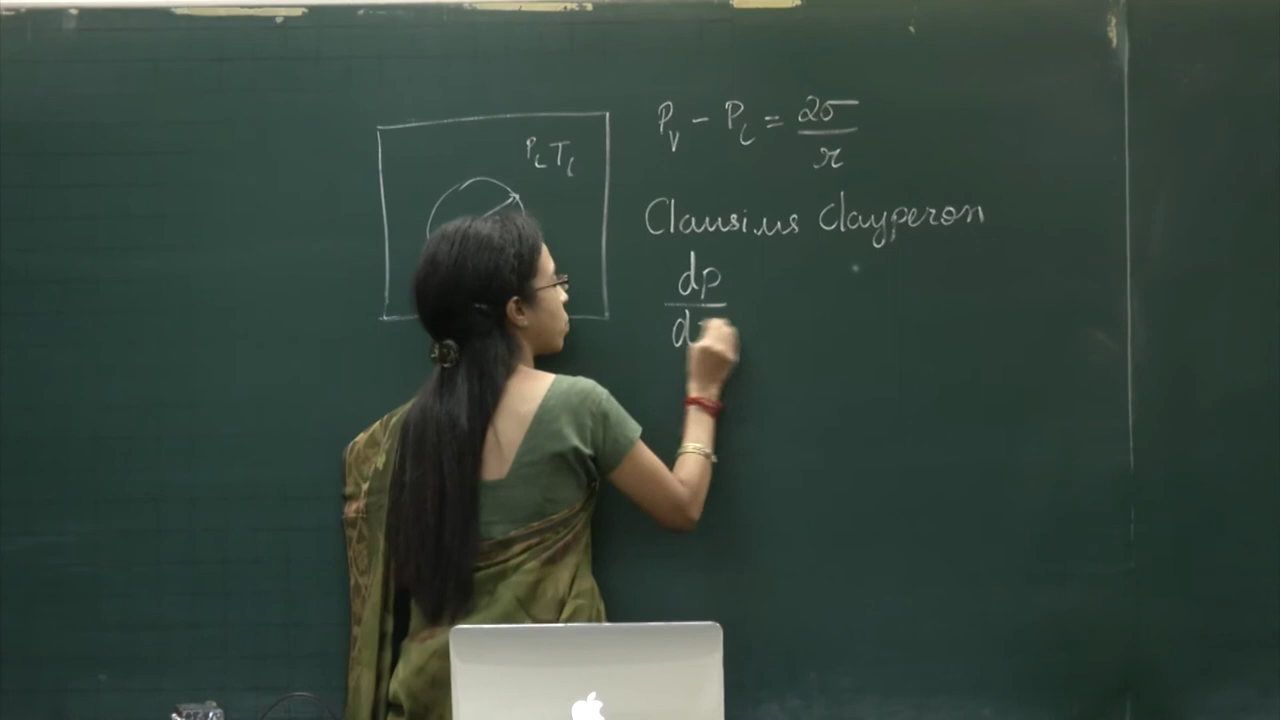 P_L T_L
P_V - P_L = 2σ/r
Clausius Clayperon
dp/d